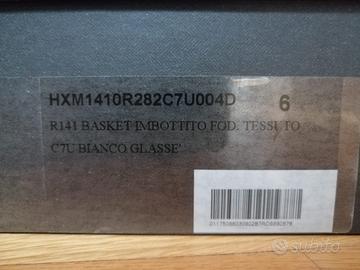 HXM1410R282C7U004D 6
R141 BASKET IMBOTTITO FOD. TESSUTO
C7U BIANCO GLASSE'
subito